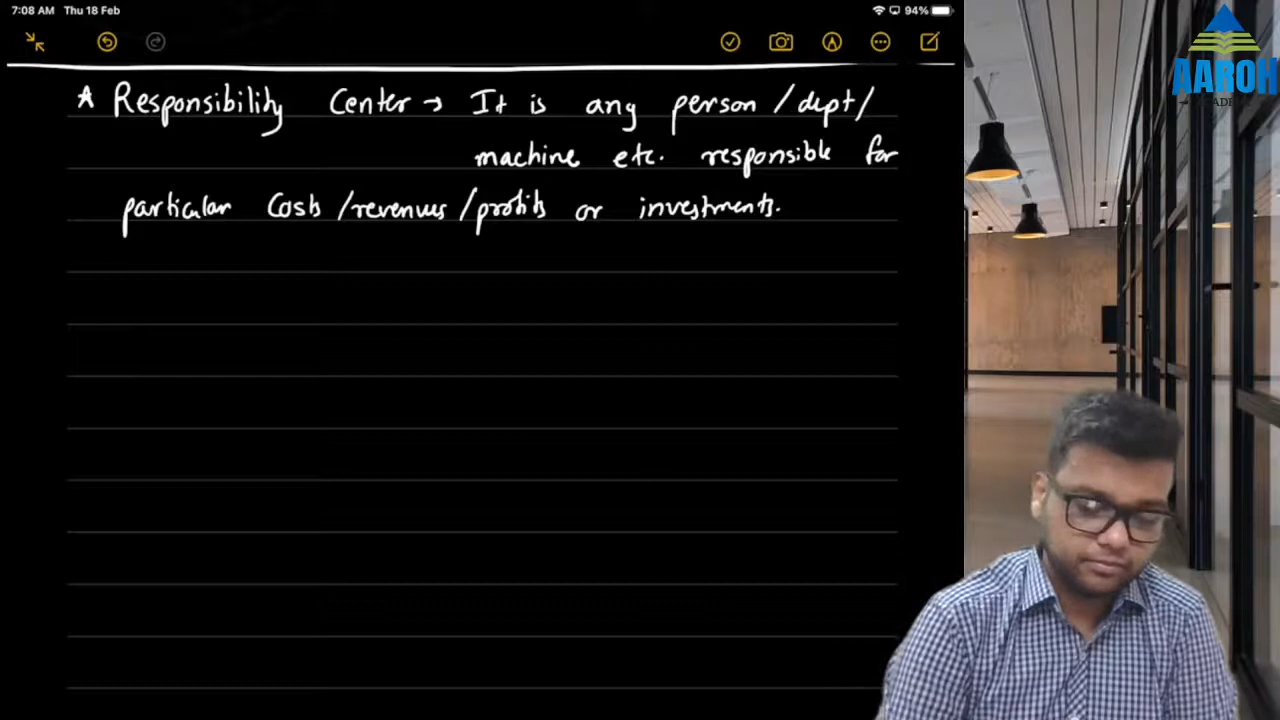 7:08 AM Thu 18 Feb
94%
★ Responsibility Center → It is any person / dept /
machine etc. responsible for
particular Costs / revenues / profits or investments.
AAROH